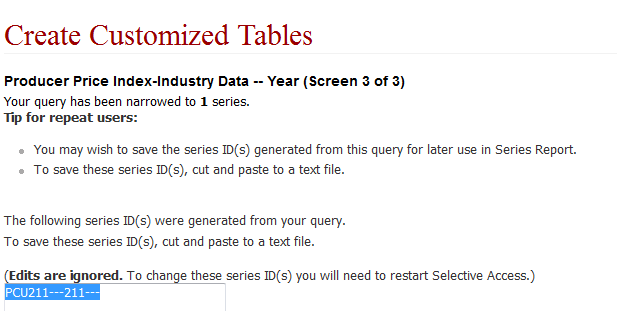 Create Customized Tables
Producer Price Index-Industry Data -- Year (Screen 3 of 3)
Your query has been narrowed to 1 series.
Tip for repeat users:
You may wish to save the series ID(s) generated from this query for later use in Series Report.
To save these series ID(s), cut and paste to a text file.
The following series ID(s) were generated from your query.
To save these series ID(s), cut and paste to a text file.
(Edits are ignored. To change these series ID(s) you will need to restart Selective Access.)
PCU211---211---